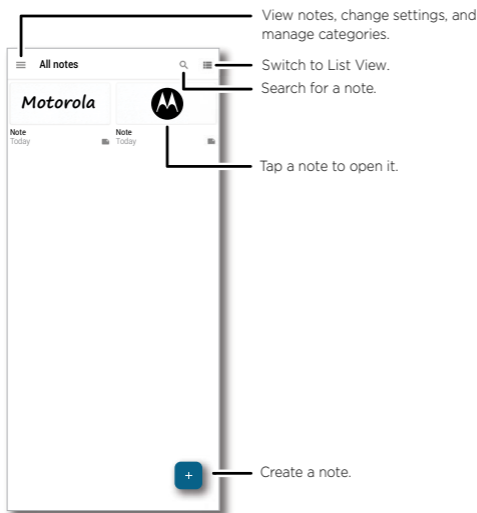 View notes, change settings, and
manage categories.
All notes
Switch to List View.
Search for a note.
Motorola
Note
Today
Note
Today
Tap a note to open it.
+
Create a note.